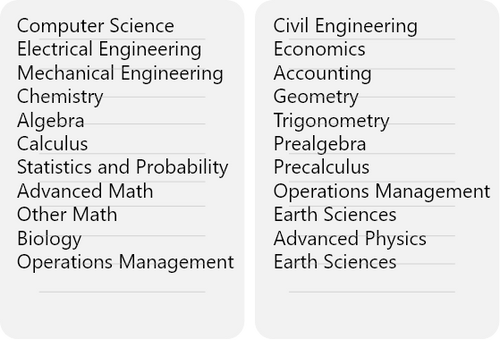 Computer Science
Electrical Engineering
Mechanical Engineering
Chemistry
Algebra
Calculus
Statistics and Probability
Advanced Math
Other Math
Biology
Operations Management
Civil Engineering
Economics
Accounting
Geometry
Trigonometry
Prealgebra
Precalculus
Operations Management
Earth Sciences
Advanced Physics
Earth Sciences